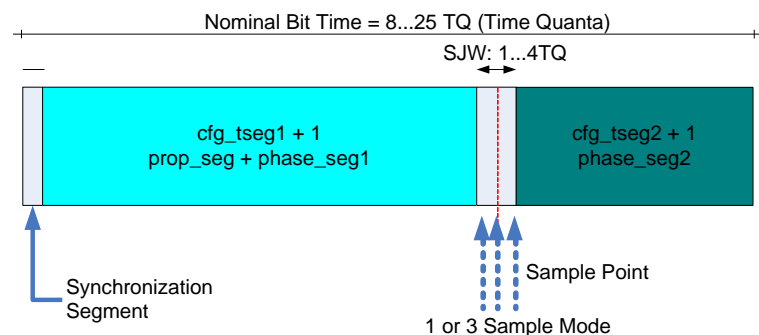 Nominal Bit Time = 8...25 TQ (Time Quanta)
SJW: 1...4TQ
cfg_tseg1 + 1
prop_seg + phase_seg1
cfg_tseg2 + 1
phase_seg2
Sample Point
Synchronization
Segment
1 or 3 Sample Mode